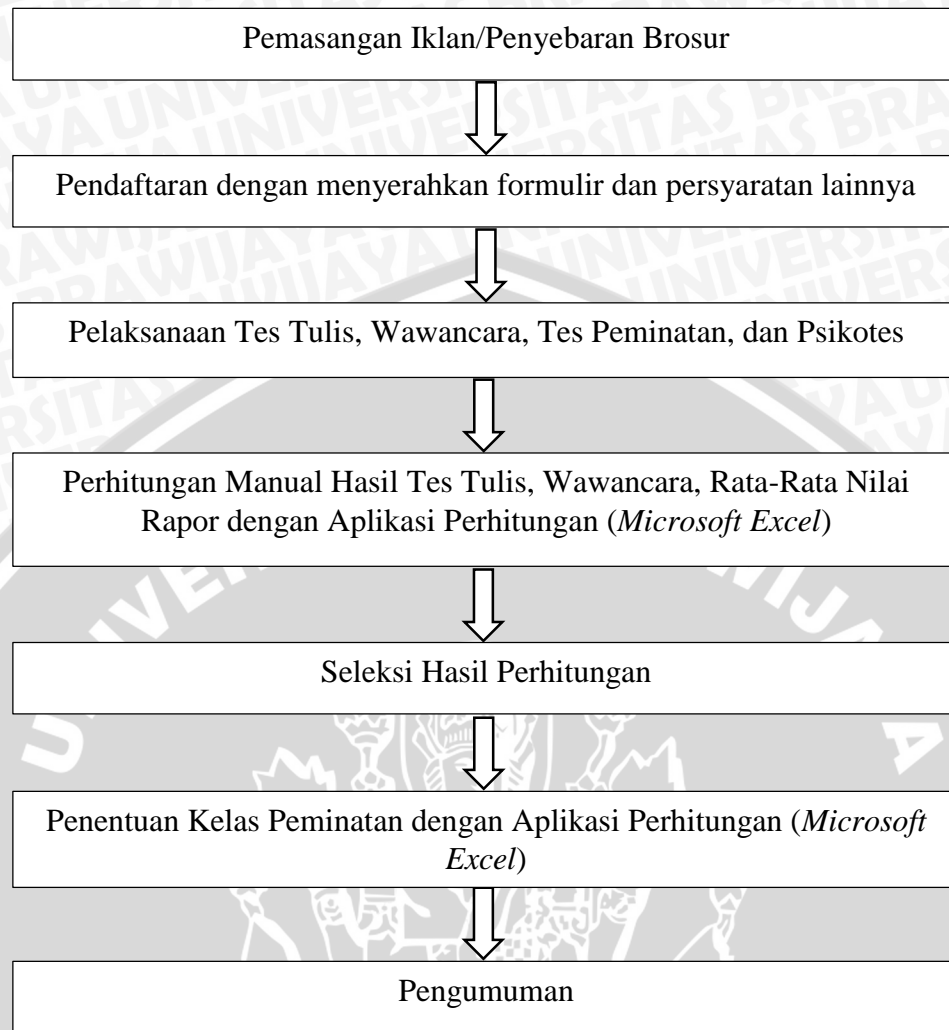 Pemasangan Iklan/Penyebaran Brosur
Pendaftaran dengan menyerahkan formulir dan persyaratan lainnya
Pelaksanaan Tes Tulis, Wawancara, Tes Peminatan, dan Psikotes
Perhitungan Manual Hasil Tes Tulis, Wawancara, Rata-Rata Nilai
Rapor dengan Aplikasi Perhitungan (Microsoft Excel)
Seleksi Hasil Perhitungan
Penentuan Kelas Peminatan dengan Aplikasi Perhitungan (Microsoft
Excel)
Pengumuman